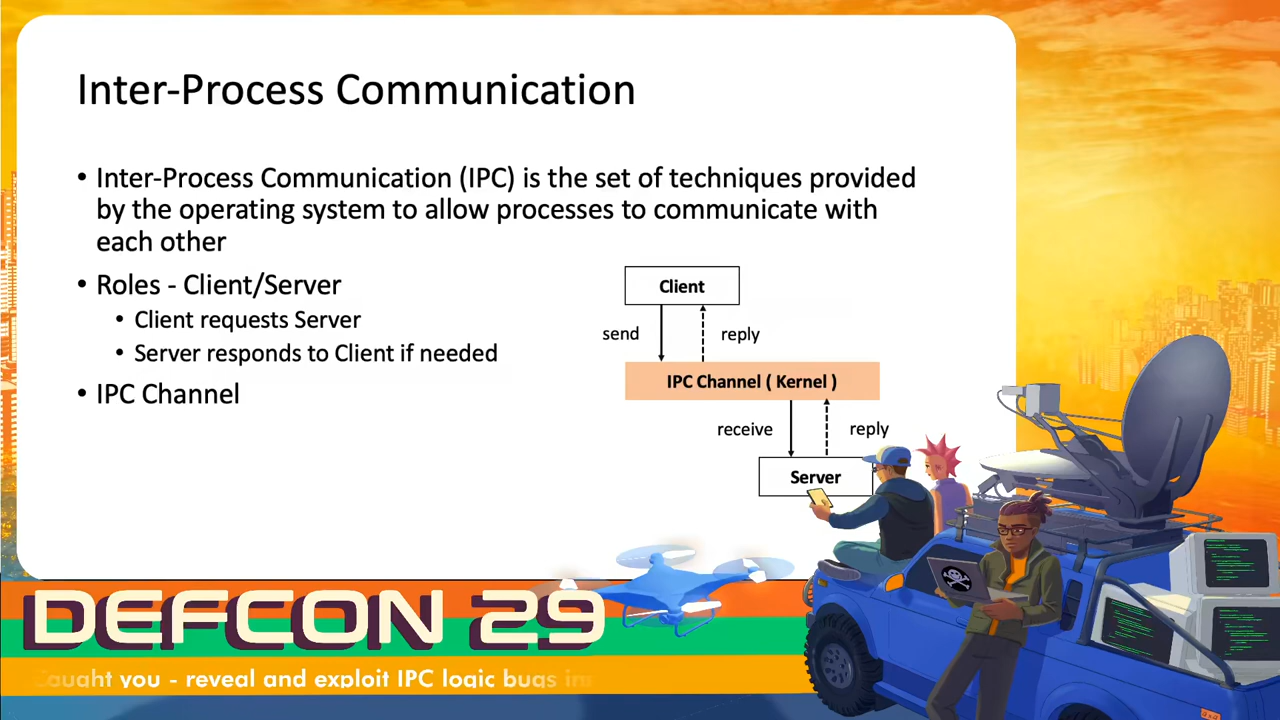 Inter-Process Communication
• Inter-Process Communication (IPC) is the set of techniques provided
by the operating system to allow processes to communicate with
each other
• Roles - Client/Server
• Client requests Server
• Server responds to Client if needed
• IPC Channel
Client
send
reply
IPC Channel ( Kernel )
receive
reply
Server
DEFCON 29
Caught you - reveal and exploit IPC logic bugs